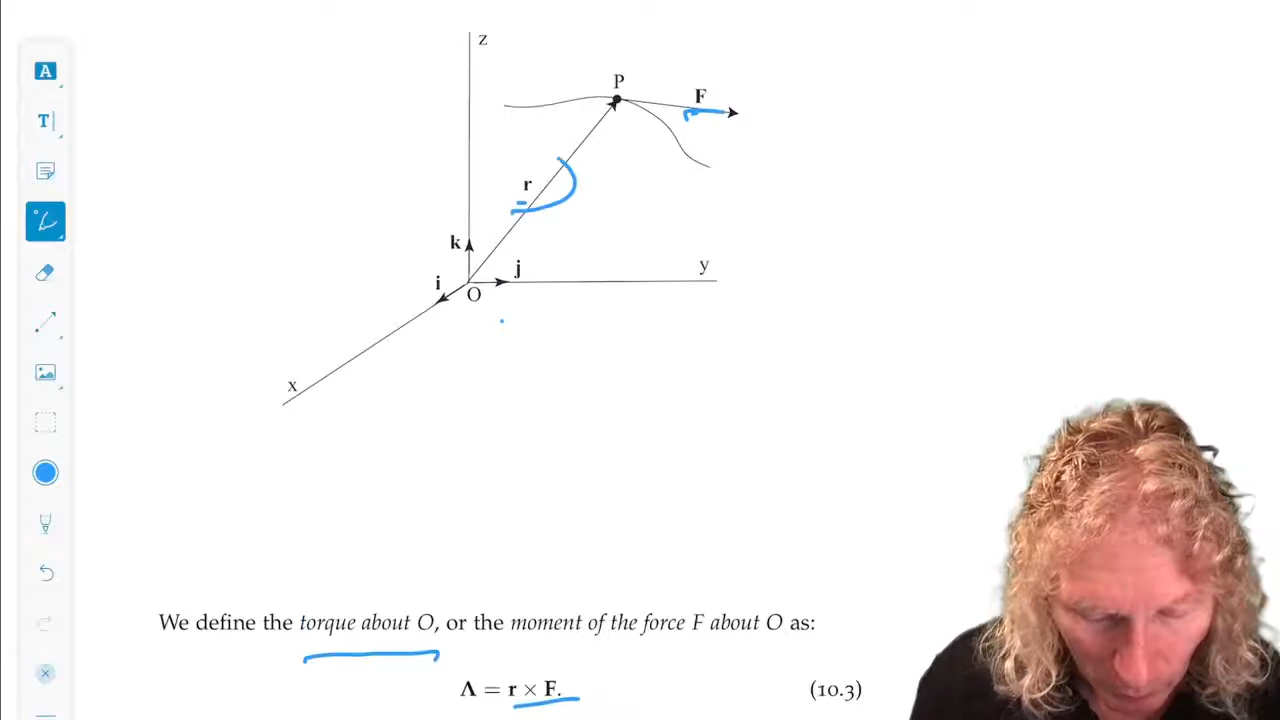 A
T
z
P
F
r
k
j
y
i
O
x
We define the torque about O, or the moment of the force F about O as:
Λ = r × F. (10.3)